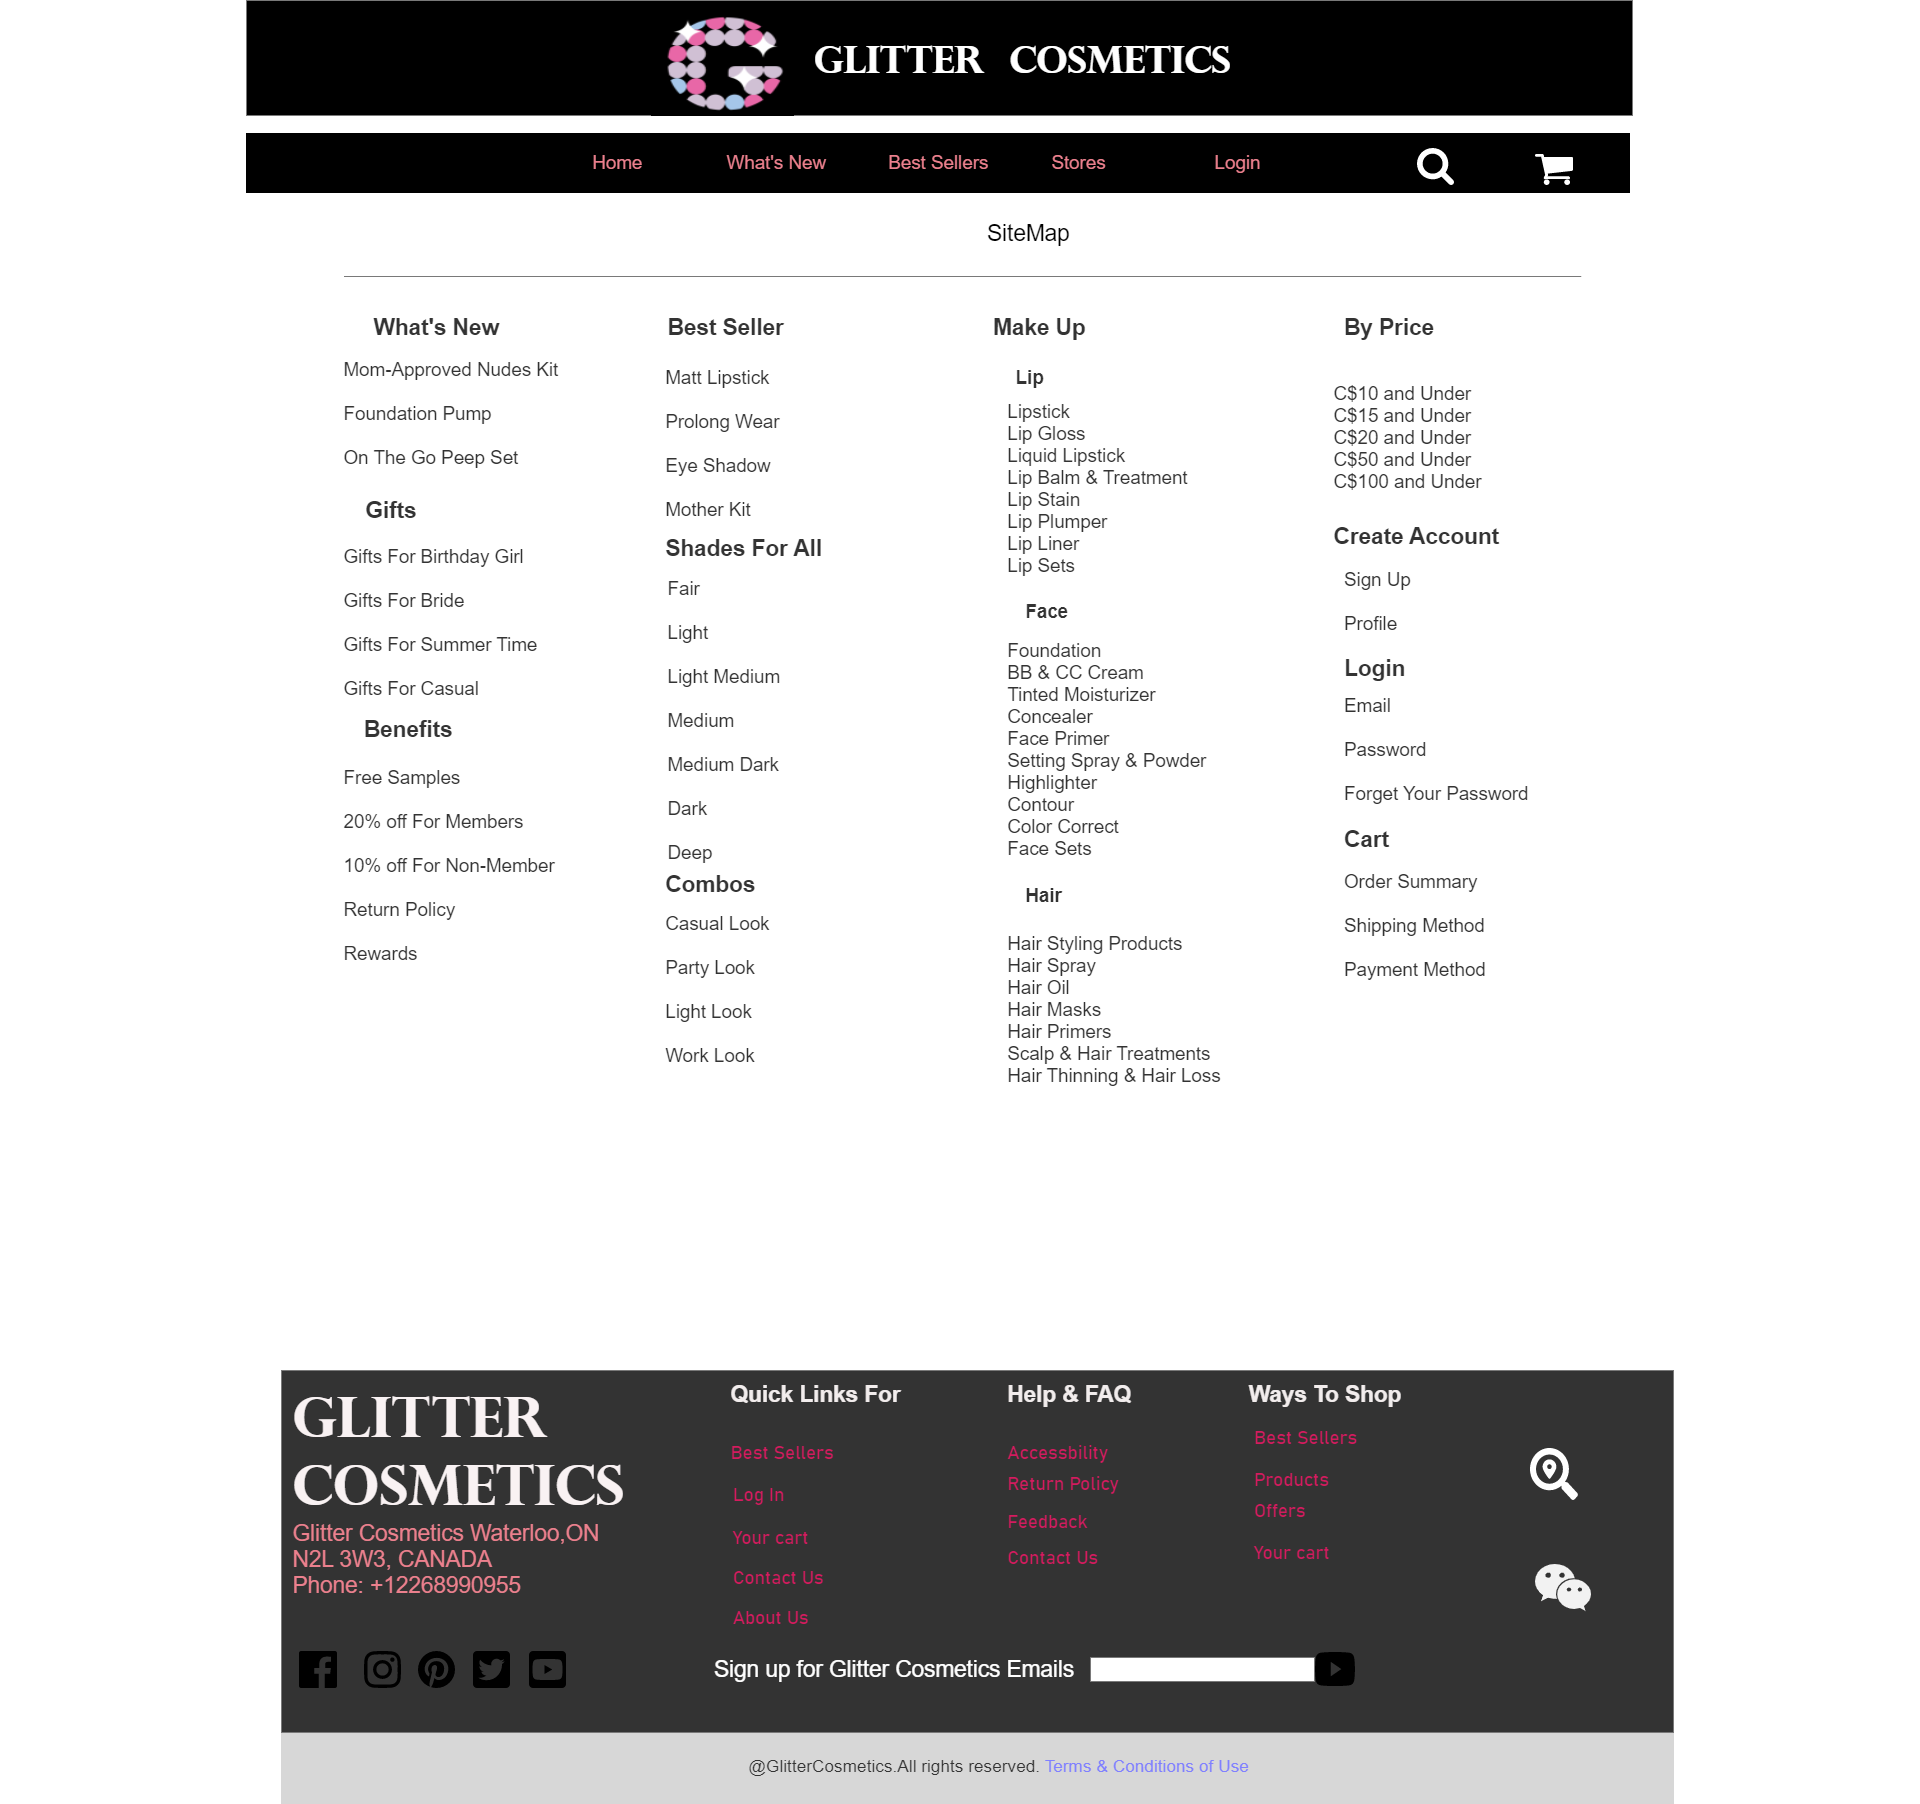 GLITTER COSMETICS
Home What's New Best Sellers Stores Login
SiteMap
What's New
Mom-Approved Nudes Kit
Foundation Pump
On The Go Peep Set
Gifts
Gifts For Birthday Girl
Gifts For Bride
Gifts For Summer Time
Gifts For Casual
Benefits
Free Samples
20% off For Members
10% off For Non-Member
Return Policy
Rewards
Best Seller
Matt Lipstick
Prolong Wear
Eye Shadow
Mother Kit
Shades For All
Fair
Light
Light Medium
Medium
Medium Dark
Dark
Deep
Combos
Casual Look
Party Look
Light Look
Work Look
Make Up
Lip
Lipstick
Lip Gloss
Liquid Lipstick
Lip Balm & Treatment
Lip Stain
Lip Plumper
Lip Liner
Lip Sets
Face
Foundation
BB & CC Cream
Tinted Moisturizer
Concealer
Face Primer
Setting Spray & Powder
Highlighter
Contour
Color Correct
Face Sets
Hair
Hair Styling Products
Hair Spray
Hair Oil
Hair Masks
Hair Primers
Scalp & Hair Treatments
Hair Thinning & Hair Loss
By Price
C$10 and Under
C$15 and Under
C$20 and Under
C$50 and Under
C$100 and Under
Create Account
Sign Up
Profile
Login
Email
Password
Forget Your Password
Cart
Order Summary
Shipping Method
Payment Method
GLITTER
COSMETICS
Glitter Cosmetics Waterloo,ON
N2L 3W3, CANADA
Phone: +12268990955
Quick Links For
Best Sellers
Log In
Your cart
Contact Us
About Us
Help & FAQ
Accessbility
Return Policy
Feedback
Contact Us
Ways To Shop
Best Sellers
Products
Offers
Your cart
Sign up for Glitter Cosmetics Emails
@GlitterCosmetics.All rights reserved. Terms & Conditions of Use